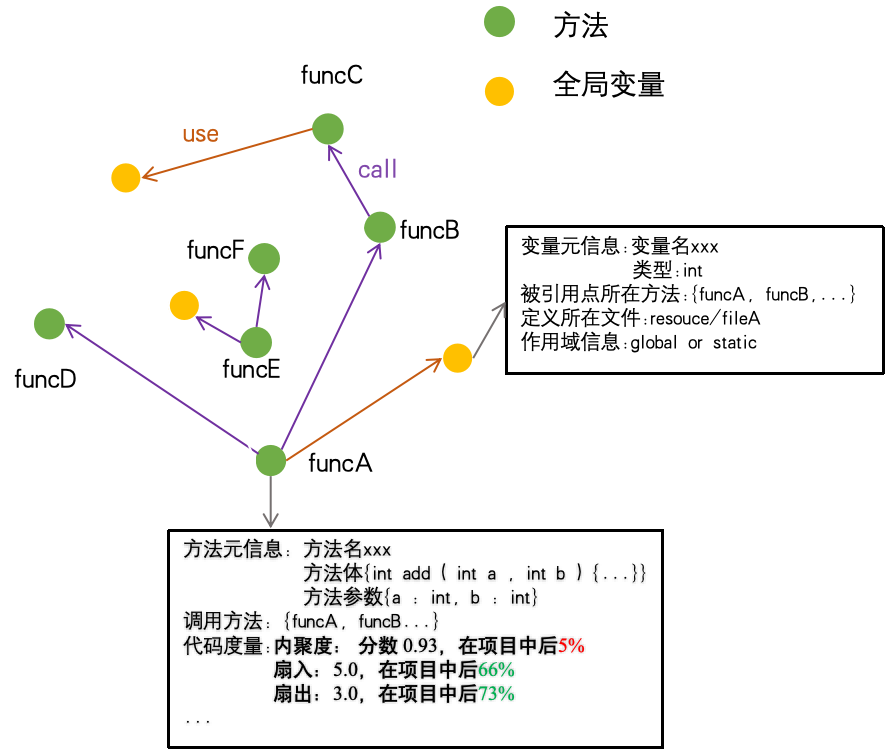 方法
全局变量
funcC
use
call
funcB
funcF
funcE
funcD
funcA
变量元信息:变量名xxx
类型:int
被引用点所在方法:{funcA, funcB,...}
定义所在文件:resouce/fileA
作用域信息:global or static
方法元信息: 方法名xxx
方法体{int add ( int a , int b ) {...}}
方法参数{a : int, b : int}
调用方法: {funcA, funcB...}
代码度量:内聚度: 分数 0.93, 在项目中后5%
扇入: 5.0, 在项目中后66%
扇出: 3.0, 在项目中后73%
...